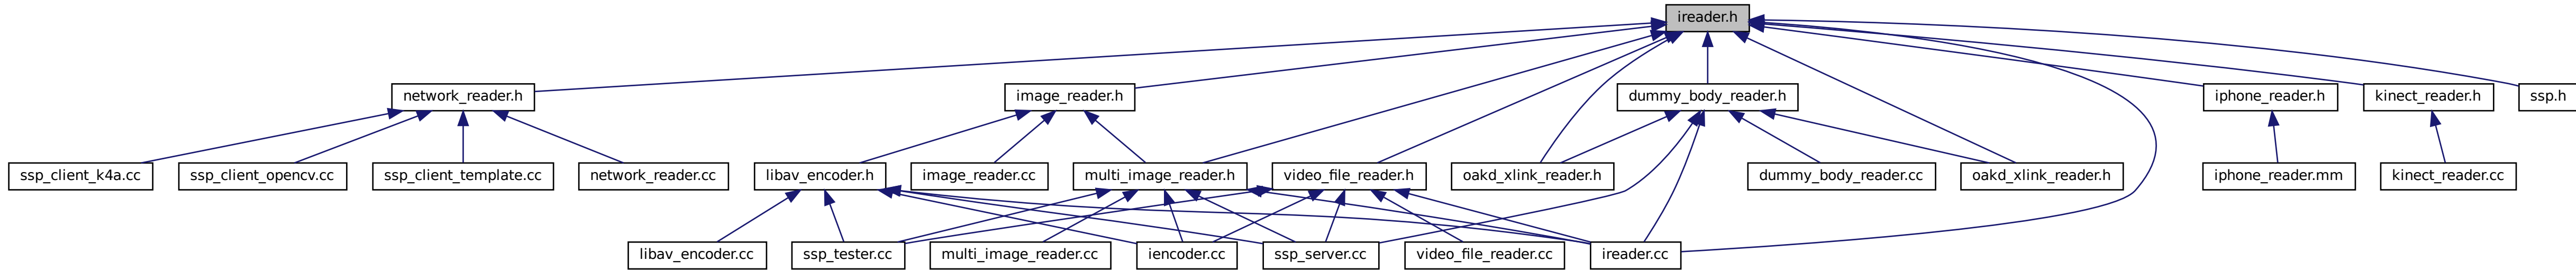 ireader.h
network_reader.h
image_reader.h
dummy_body_reader.h
iphone_reader.h
kinect_reader.h
ssp.h
ssp_client_k4a.cc
ssp_client_opencv.cc
ssp_client_template.cc
network_reader.cc
libav_encoder.h
image_reader.cc
multi_image_reader.h
video_file_reader.h
oakd_xlink_reader.h
dummy_body_reader.cc
oakd_xlink_reader.h
iphone_reader.mm
kinect_reader.cc
libav_encoder.cc
ssp_tester.cc
multi_image_reader.cc
iencoder.cc
ssp_server.cc
video_file_reader.cc
ireader.cc